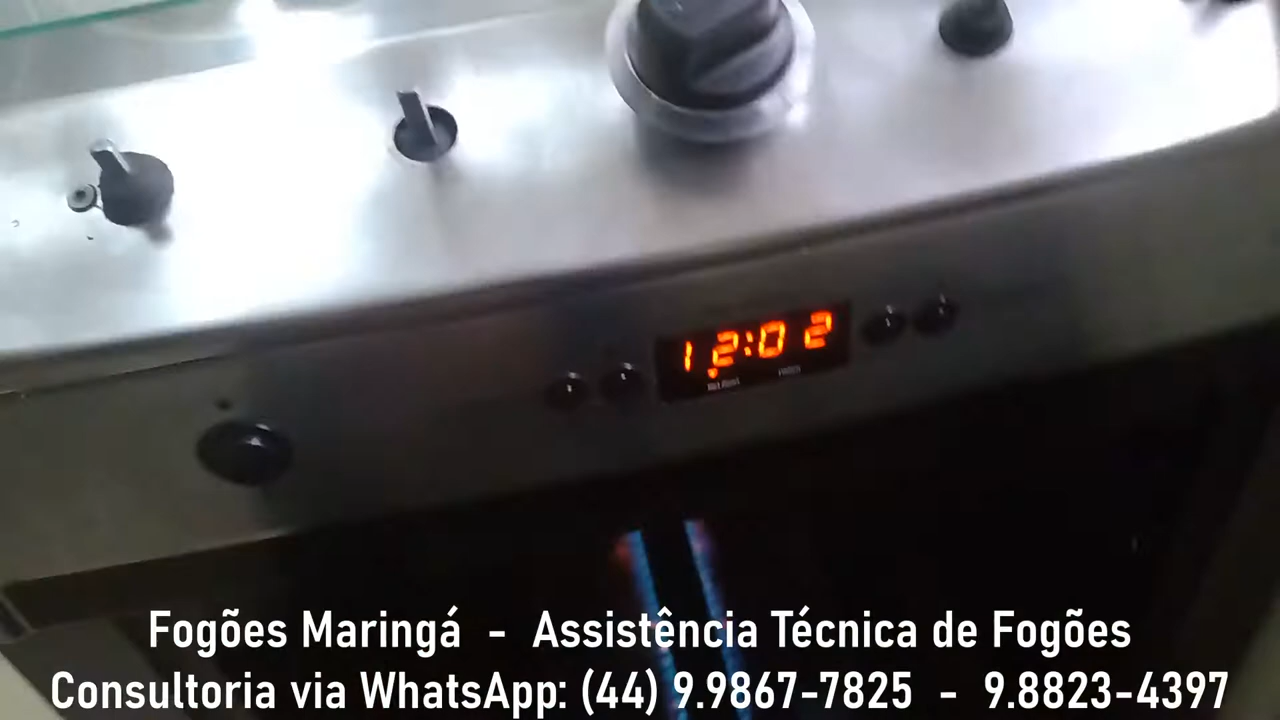 12:02
Fogões Maringá - Assistência Técnica de Fogões
Consultoria via WhatsApp: (44) 9.9867-7825 - 9.8823-4397